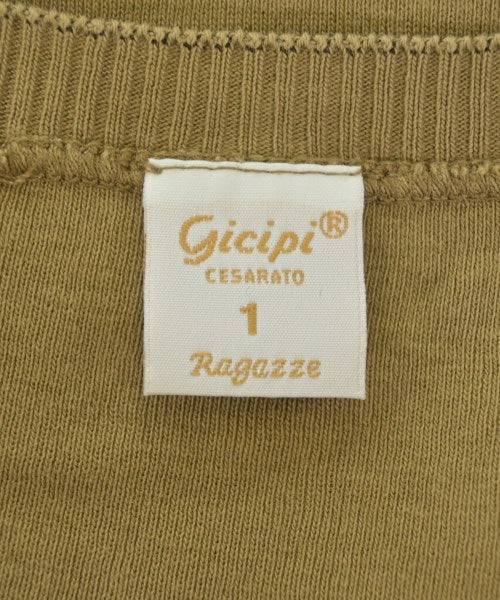 Gicipi®
CESARATO
1
Ragazze